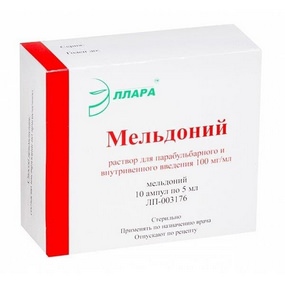 ЭЛЛАРА
Мельдоний
раствор для парабульбарного и
внутривенного введения 100 мг/мл
мельдоний
10 ампул по 5 мл
ЛП-003176
Стерильно
Применять по назначению врача
Отпускают по рецепту